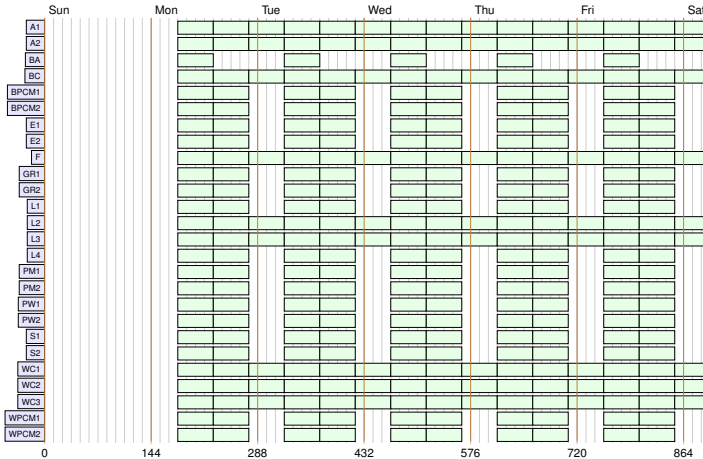 Sun Mon Tue Wed Thu Fri Sat
A1
A2
BA
BC
BPCM1
BPCM2
E1
E2
F
GR1
GR2
L1
L2
L3
L4
PM1
PM2
PW1
PW2
S1
S2
WC1
WC2
WC3
WPCM1
WPCM2
0 144 288 432 576 720 864